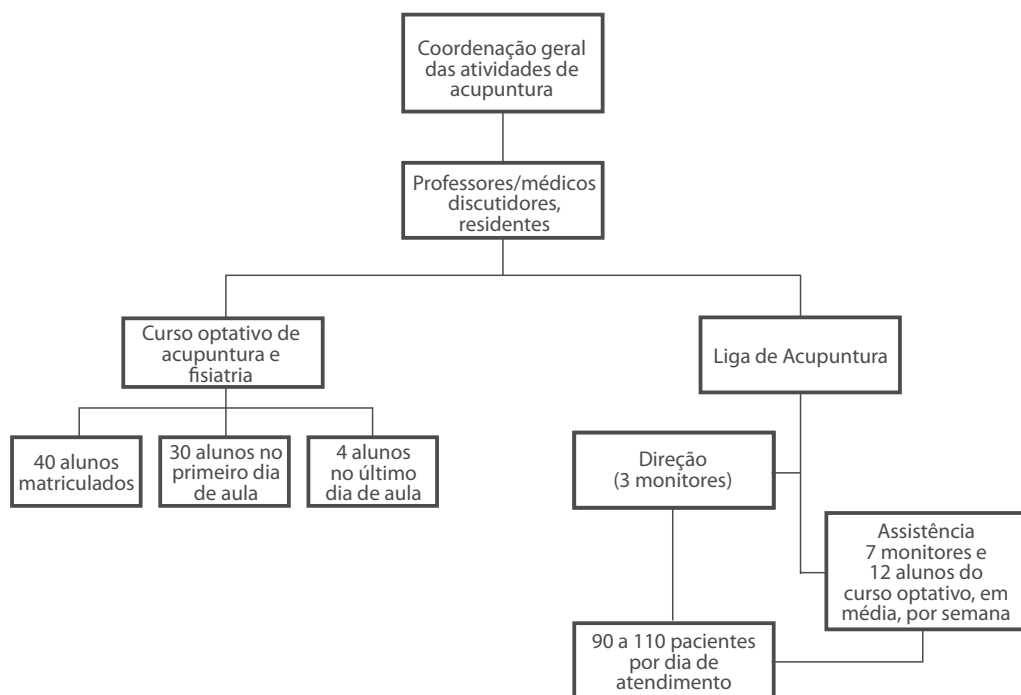 Coordenação geral
das atividades de
acupuntura
Professores/médicos
discutidores,
residentes
Curso optativo de
acupuntura e
fisiatria
Liga de Acupuntura
40 alunos
matriculados
30 alunos no
primeiro dia
de aula
4 alunos
no último
dia de aula
Direção
(3 monitores)
Assistência
7 monitores e
12 alunos do
curso optativo, em
média, por semana
90 a 110 pacientes
por dia de
atendimento